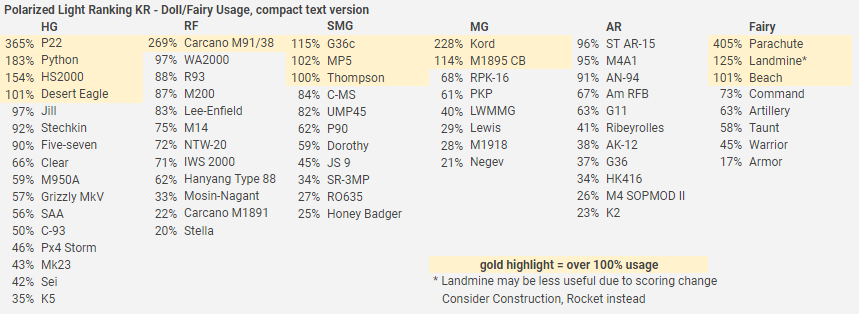 Polarized Light Ranking KR - Doll/Fairy Usage, compact text version
HG RF SMG MG AR Fairy
365% P22 269% Carcano M91/38 115% G36c 228% Kord 96% ST AR-15 405% Parachute
183% Python 97% WA2000 102% MP5 114% M1895 CB 95% M4A1 125% Landmine*
154% HS2000 88% R93 100% Thompson 68% RPK-16 91% AN-94 101% Beach
101% Desert Eagle 87% M200 84% C-MS 61% PKP 67% Am RFB 73% Command
97% Jill 83% Lee-Enfield 82% UMP45 40% LWMMG 63% G11 63% Artillery
92% Stechkin 75% M14 62% P90 29% Lewis 41% Ribeyrolles 58% Taunt
90% Five-seven 72% NTW-20 59% Dorothy 28% M1918 38% AK-12 45% Warrior
66% Clear 71% IWS 2000 45% JS 9 21% Negev 37% G36 17% Armor
59% M950A 62% Hanyang Type 88 34% SR-3MP 34% HK416
57% Grizzly MkV 33% Mosin-Nagant 27% RO635 26% M4 SOPMOD II
56% SAA 22% Carcano M1891 25% Honey Badger 23% K2
50% C-93 20% Stella
46% Px4 Storm
43% Mk23 gold highlight = over 100% usage
42% Sei * Landmine may be less useful due to scoring change
35% K5 Consider Construction, Rocket instead